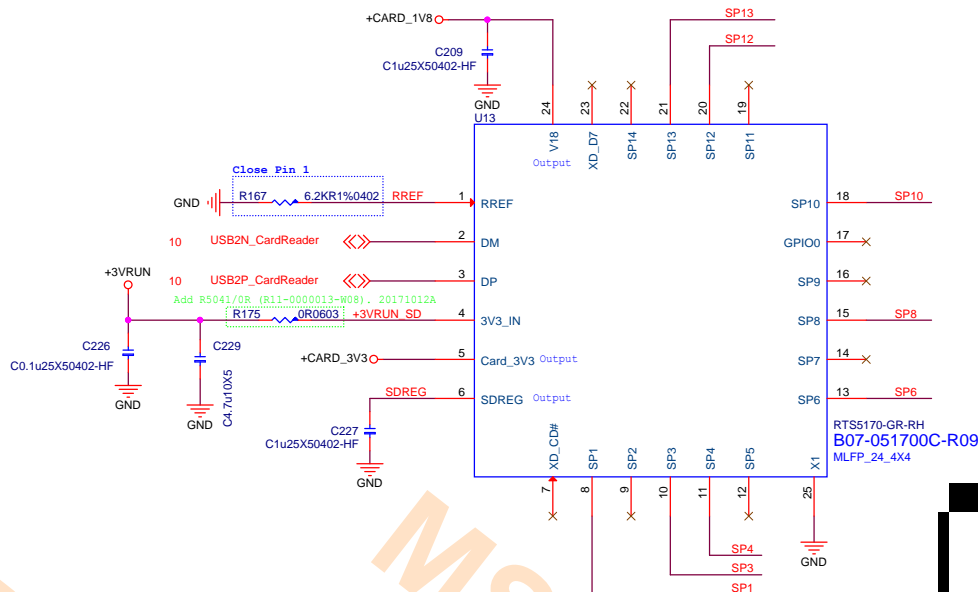 +CARD_1V8
SP13
SP12
C209
C1u25X50402-HF
GND
U13
24
23
22
21
20
19
V18
XD_D7
SP14
SP13
SP12
SP11
Output
Close Pin 1
GND
R167
6.2KR1%0402
RREF
1
RREF
SP10
18
SP10
10
USB2N_CardReader
2
DM
GPIO0
17
+3VRUN
10
USB2P_CardReader
3
DP
SP9
16
Add R5041/0R (RI1-0000013-W08). 20171012A
R175
0R0603
+3VRUN_SD
4
3V3_IN
SP8
15
SP8
C226
C0.1u25X50402-HF
GND
C229
C4.7u10X5
GND
+CARD_3V3
5
Card_3V3
Output
SP7
14
SDREG
6
SDREG
Output
SP6
13
SP6
C227
C1u25X50402-HF
GND
XD_CD#
SP1
SP2
SP3
SP4
SP5
X1
RTS5170-GR-RH
B07-051700C-R09
MLFP_24_4X4
7
8
9
10
11
12
25
SP4
SP3
SP1
GND
MS